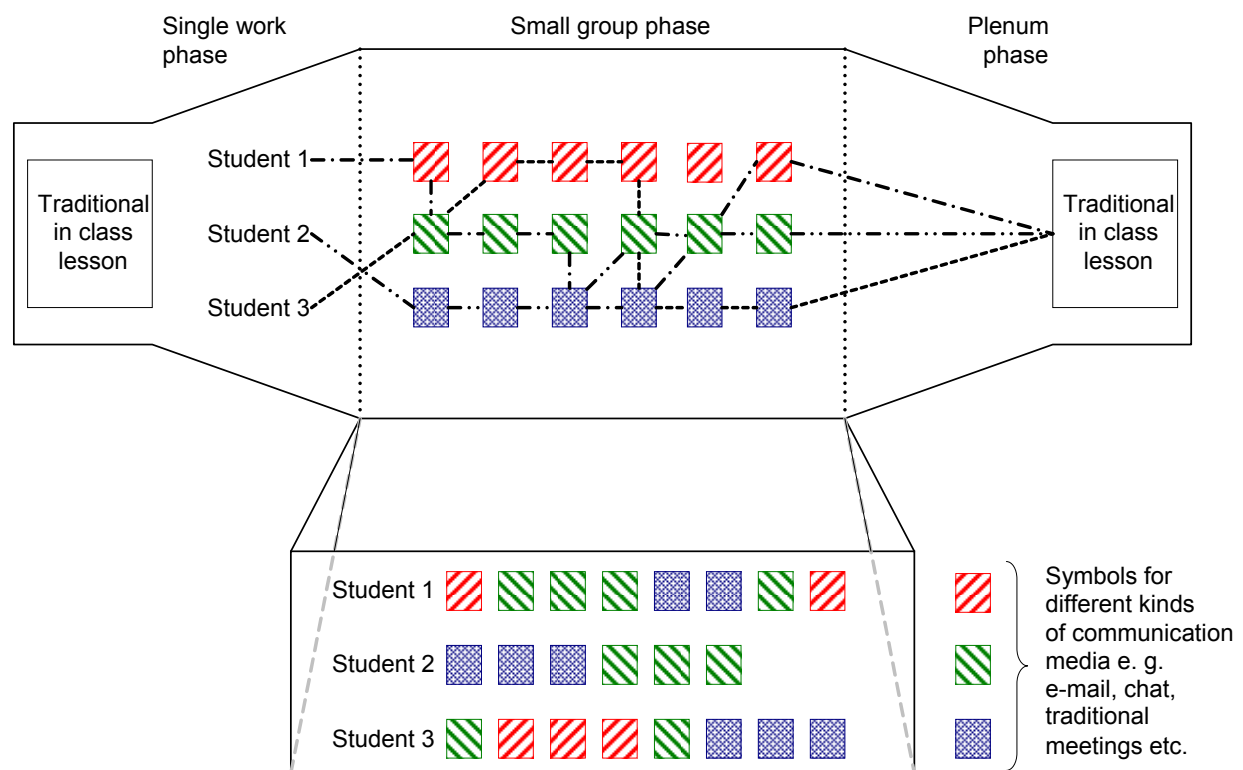 Single work
phase
Small group phase
Plenum
phase
Traditional
in class
lesson
Student 1
Student 2
Student 3
Traditional
in class
lesson
Student 1
Student 2
Student 3
Symbols for
different kinds
of communication
media e. g.
e-mail, chat,
traditional
meetings etc.